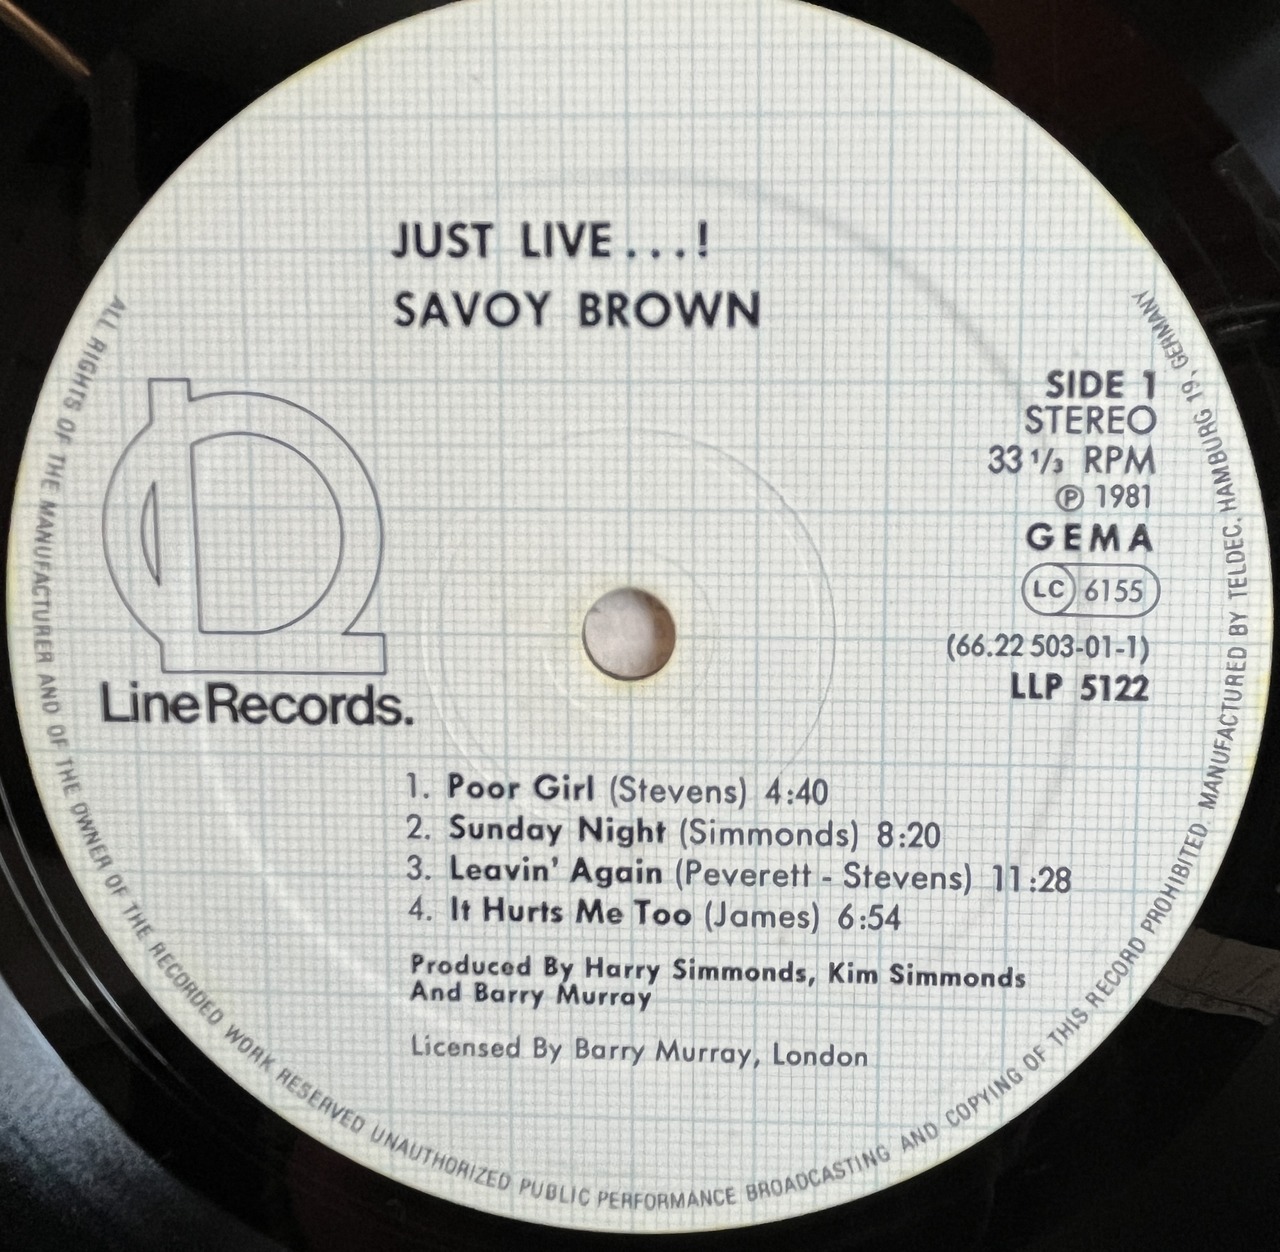 JUST LIVE...!
SAVOY BROWN
SIDE 1
STEREO
33 1/3 RPM
Ⓟ 1981
GEMA
LC 6155
(66.22 503-01-1)
LLP 5122
LineRecords.
1. Poor Girl (Stevens) 4:40
2. Sunday Night (Simmonds) 8:20
3. Leavin' Again (Peverett - Stevens) 11:28
4. It Hurts Me Too (James) 6:54
Produced By Harry Simmonds, Kim Simmonds
And Barry Murray
Licensed By Barry Murray, London
ALL RIGHTS OF THE MANUFACTURER AND OF THE OWNER OF THE RECORDED WORK RESERVED UNAUTHORIZED PUBLIC PERFORMANCE BROADCASTING AND COPYING OF THIS RECORD PROHIBITED. MANUFACTURED BY TELDEC, HAMBURG 19, GERMANY